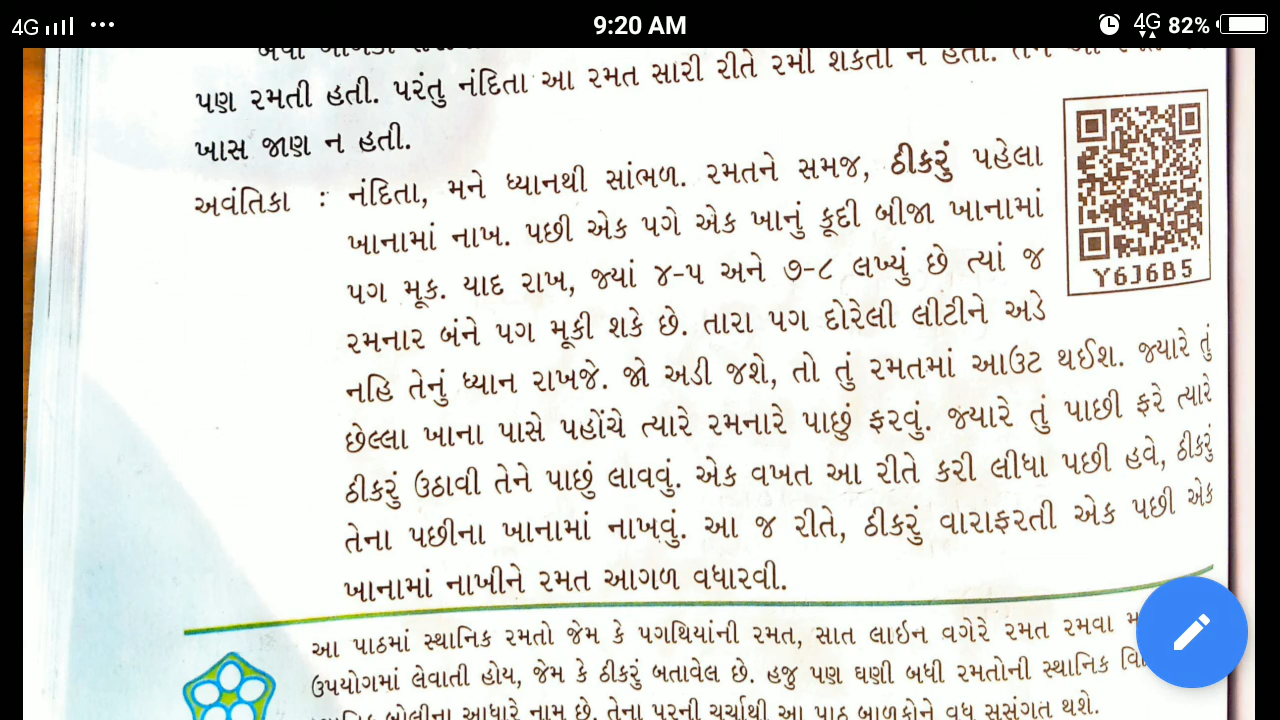 4G 9:20 AM 4G 82%
પણ રમતી હતી. પરંતુ નંદિતા આ રમત સારી રીતે રમી શકતી ન હતી.
ખાસ જાણ ન હતી.
અવંતિકા : નંદિતા, મને ધ્યાનથી સાંભળ. રમતને સમજ, ઠીકરું પહેલા
ખાનામાં નાખ. પછી એક પગે એક ખાનું કૂદી બીજા ખાનામાં
પગ મૂક. યાદ રાખ, જ્યાં ૪-૫ અને ૭-૮ લખ્યું છે ત્યાં જ
રમનાર બંને પગ મૂકી શકે છે. તારા પગ દોરેલી લીટીને અડે
નહિ તેનું ધ્યાન રાખજે. જો અડી જશે, તો તું રમતમાં આઉટ થઈશ. જ્યારે તું
છેલ્લા ખાના પાસે પહોંચે ત્યારે રમનારે પાછું ફરવું. જ્યારે તું પાછી ફરે ત્યારે
ઠીકરું ઉઠાવી તેને પાછું લાવવું. એક વખત આ રીતે કરી લીધા પછી હવે, ઠીકરું
તેના પછીના ખાનામાં નાખવું. આ જ રીતે, ઠીકરું વારાફરતી એક પછી એક
ખાનામાં નાખીને રમત આગળ વધારવી.
Y6J6B5
આ પાઠમાં સ્થાનિક રમતો જેમ કે પગથિયાંની રમત, સાત લાઇન વગેરે રમત રમવા
ઉપયોગમાં લેવાતી હોય, જેમ કે ઠીકરું બતાવેલ છે. હજુ પણ ઘણી બધી રમતોની સ્થાનિક
બોલીના આધારે નામ છે. તેના પરની ચર્ચાથી આ પાઠ બાળકોને વધુ સુસંગત થશે.